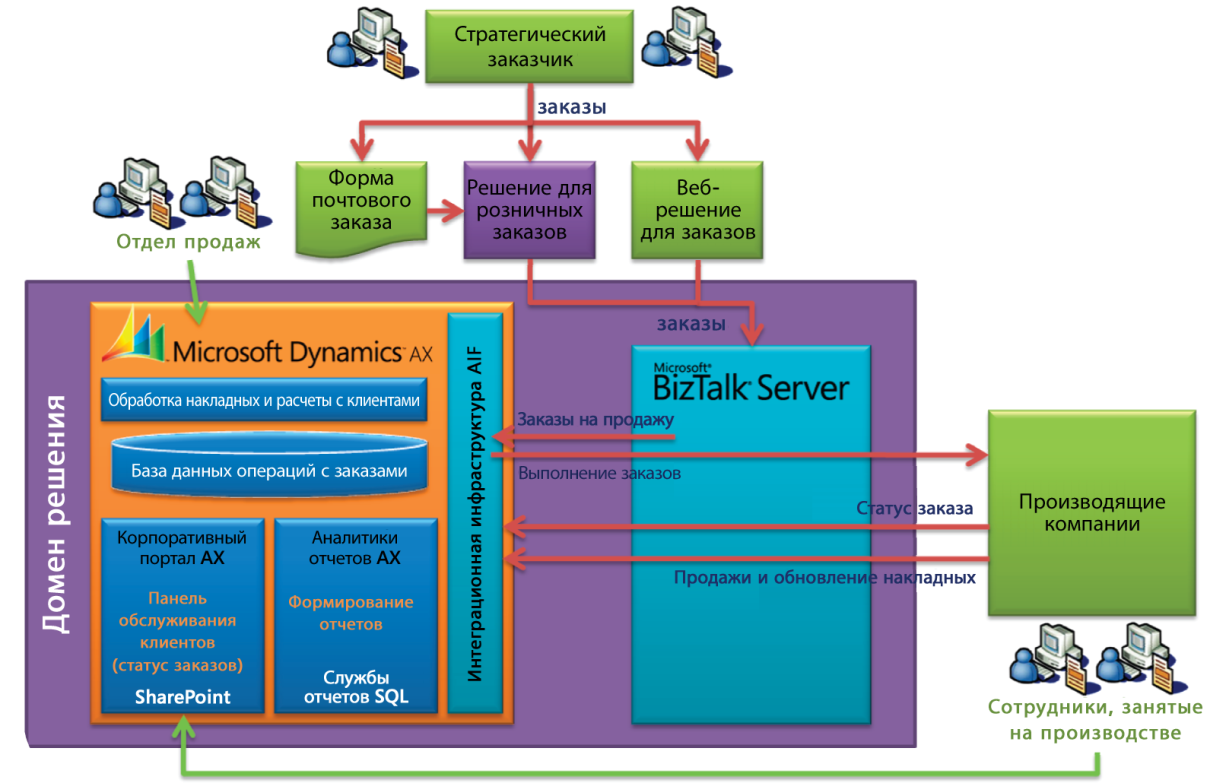 Стратегический
заказчик
заказы
Форма
почтового
заказа
Решение для
розничных
заказов
Веб-
решение
для заказов
Отдел продаж
заказы
Домен решения
Microsoft Dynamics AX
Обработка накладных и расчеты с клиентами
База данных операций с заказами
Корпоративный
портал AX
Панель
обслуживания
клиентов
(статус заказов)
SharePoint
Аналитики
отчетов AX
Формирование
отчетов
Службы
отчетов SQL
Интеграционная инфраструктура AIF
Microsoft®
BizTalk® Server
Заказы на продажу
Выполнение заказов
Статус заказа
Продажи и обновление накладных
Производящие
компании
Сотрудники, занятые
на производстве